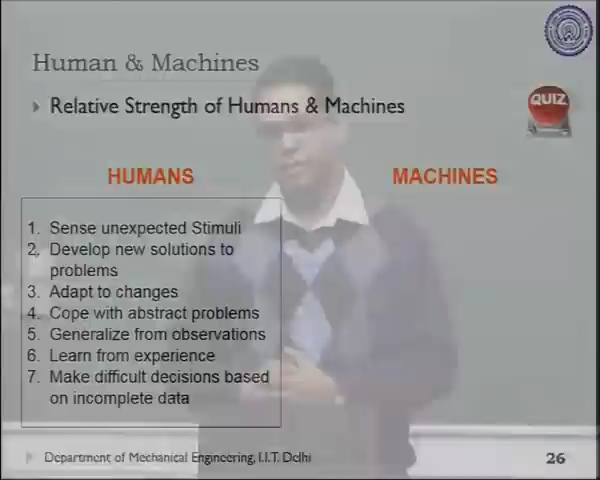 Human & Machines
Relative Strength of Humans & Machines
QUIZ
HUMANS
MACHINES
1. Sense unexpected Stimuli
2. Develop new solutions to
problems
3. Adapt to changes
4. Cope with abstract problems
5. Generalize from observations
6. Learn from experience
7. Make difficult decisions based
on incomplete data
Department of Mechanical Engineering, I.I.T. Delhi
26